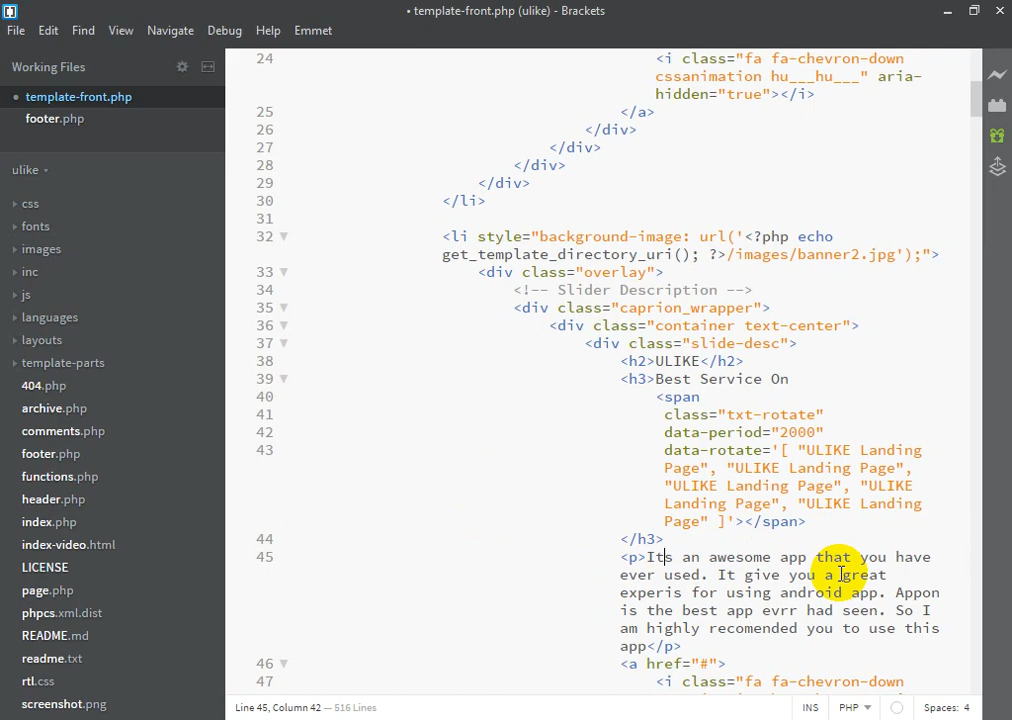 • template-front.php (ulike) - Brackets
File Edit Find View Navigate Debug Help Emmet
Working Files
template-front.php
footer.php
ulike
css
fonts
images
inc
js
languages
layouts
template-parts
404.php
archive.php
comments.php
footer.php
functions.php
header.php
index.php
index-video.html
LICENSE
page.php
phpcs.xml.dist
README.md
readme.txt
rtl.css
screenshot.png
24 <i class="fa fa-chevron-down
cssanimation hu___hu___" aria-
hidden="true"></i>
25 </a>
26 </div>
27 </div>
28 </div>
29 </div>
30 </li>
31
32 <li style="background-image: url('<?php echo
get_template_directory_uri(); ?>/images/banner2.jpg');">
33 <div class="overlay">
34 <!-- Slider Description -->
35 <div class="caprion_wrapper">
36 <div class="container text-center">
37 <div class="slide-desc">
38 <h2>ULIKE</h2>
39 <h3>Best Service On
40 <span
41 class="txt-rotate"
42 data-period="2000"
43 data-rotate='[ "ULIKE Landing
Page", "ULIKE Landing Page",
"ULIKE Landing Page", "ULIKE
Landing Page", "ULIKE Landing
Page" ]'></span>
44 </h3>
45 <p>Its an awesome app that you have
ever used. It give you a great
experis for using android app. Appon
is the best app evrr had seen. So I
am highly recomended you to use this
app</p>
46 <a href="#">
47 <i class="fa fa-chevron-down
Line 45, Column 42 — 516 Lines
INS PHP Spaces: 4